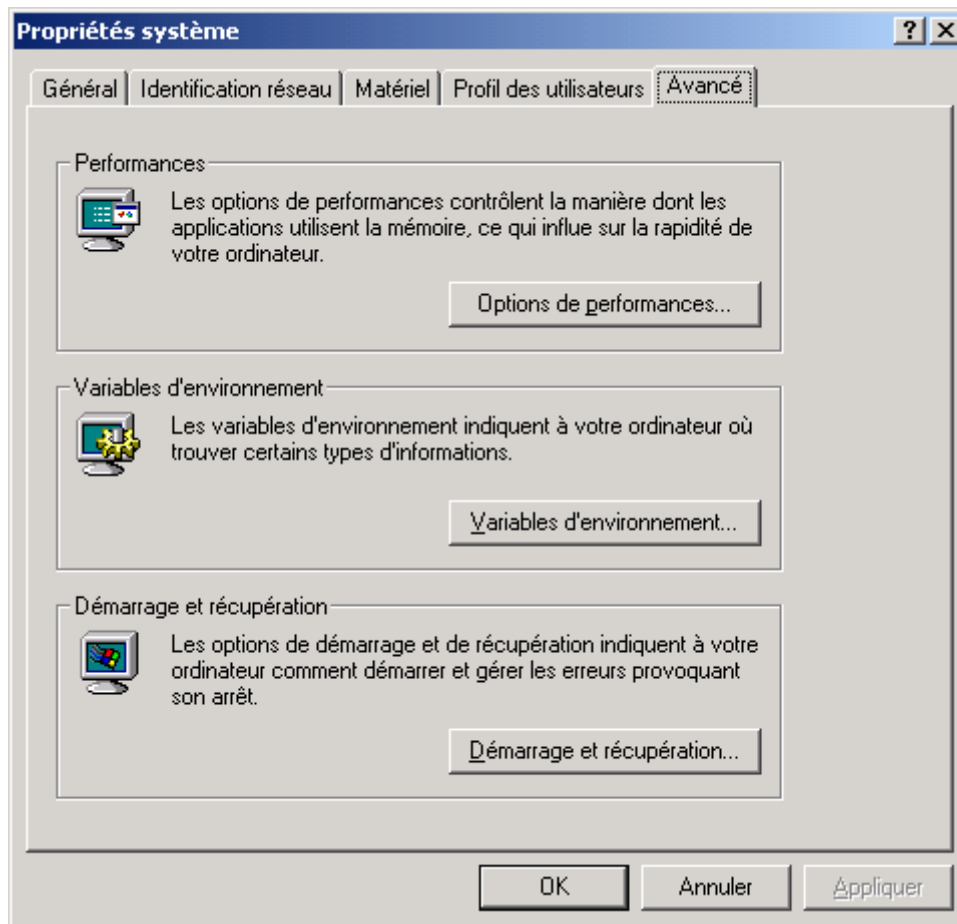 Propriétés système
Général
Identification réseau
Matériel
Profil des utilisateurs
Avancé
Performances
Les options de performances contrôlent la manière dont les
applications utilisent la mémoire, ce qui influe sur la rapidité de
votre ordinateur.
Options de performances...
Variables d'environnement
Les variables d'environnement indiquent à votre ordinateur où
trouver certains types d'informations.
Variables d'environnement...
Démarrage et récupération
Les options de démarrage et de récupération indiquent à votre
ordinateur comment démarrer et gérer les erreurs provoquant
son arrêt.
Démarrage et récupération...
OK
Annuler
Appliquer